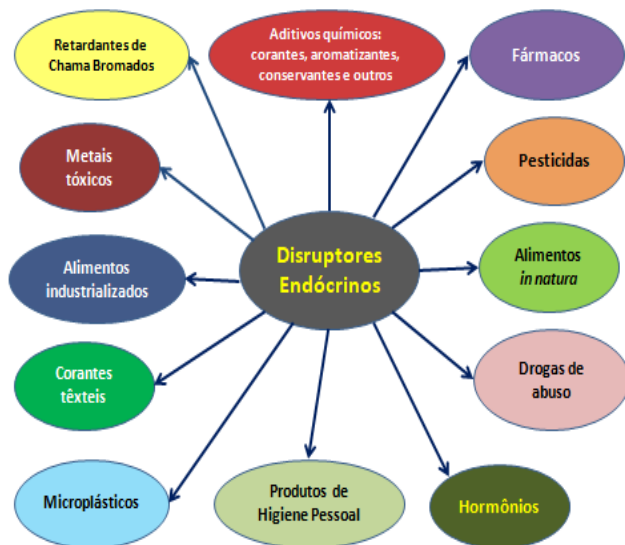 Retardantes de
Chama Bromados
Aditivos químicos:
corantes, aromatizantes,
conservantes e outros
Fármacos
Metais
tóxicos
Pesticidas
Disruptores
Endócrinos
Alimentos
industrializados
Alimentos
in natura
Corantes
têxteis
Drogas de
abuso
Microplásticos
Produtos de
Higiene Pessoal
Hormônios